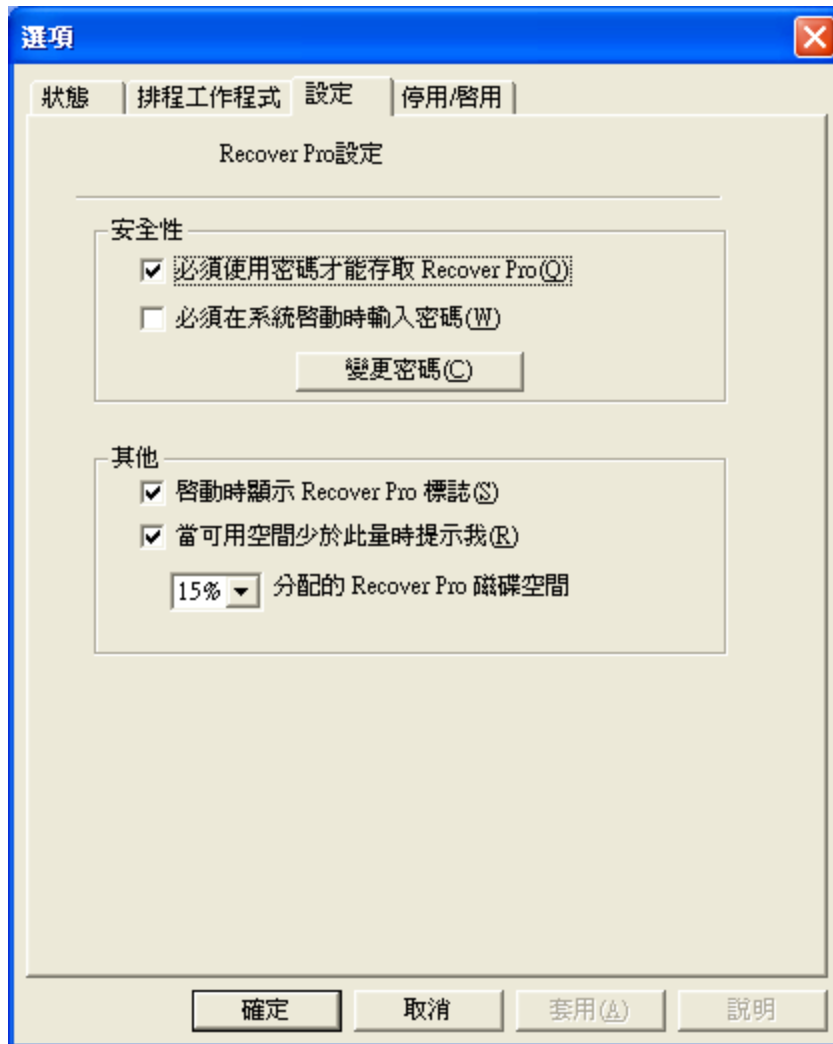 選項
狀態 排程工作程式 設定 停用/啓用
Recover Pro設定
安全性
必須使用密碼才能存取 Recover Pro(Q)
必須在系統啓動時輸入密碼(W)
變更密碼(C)
其他
啓動時顯示 Recover Pro 標誌(S)
當可用空間少於此量時提示我(R)
15% 分配的 Recover Pro 磁碟空間
確定 取消 套用(A) 說明